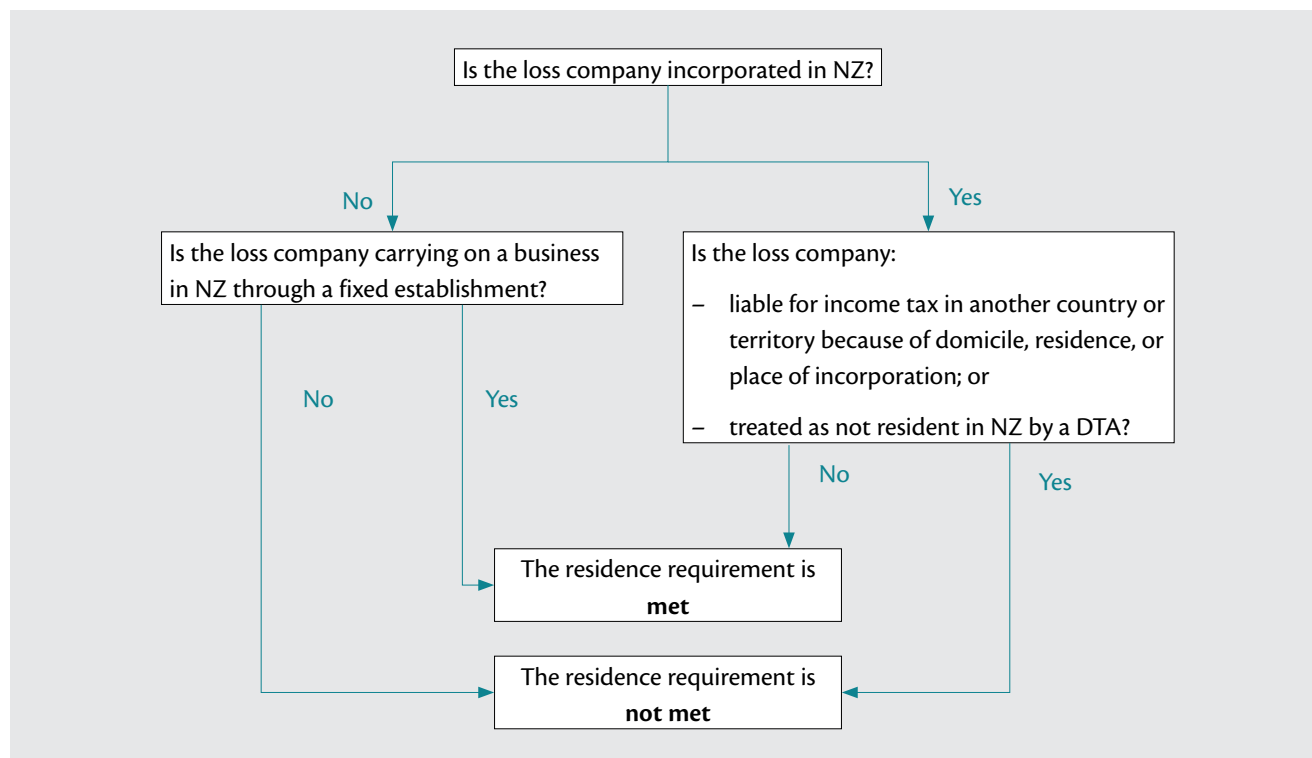 Is the loss company incorporated in NZ?
No
Yes
Is the loss company carrying on a business
in NZ through a fixed establishment?
Is the loss company:
– liable for income tax in another country or
territory because of domicile, residence, or
place of incorporation; or
– treated as not resident in NZ by a DTA?
No
Yes
No
Yes
The residence requirement is
met
The residence requirement is
not met